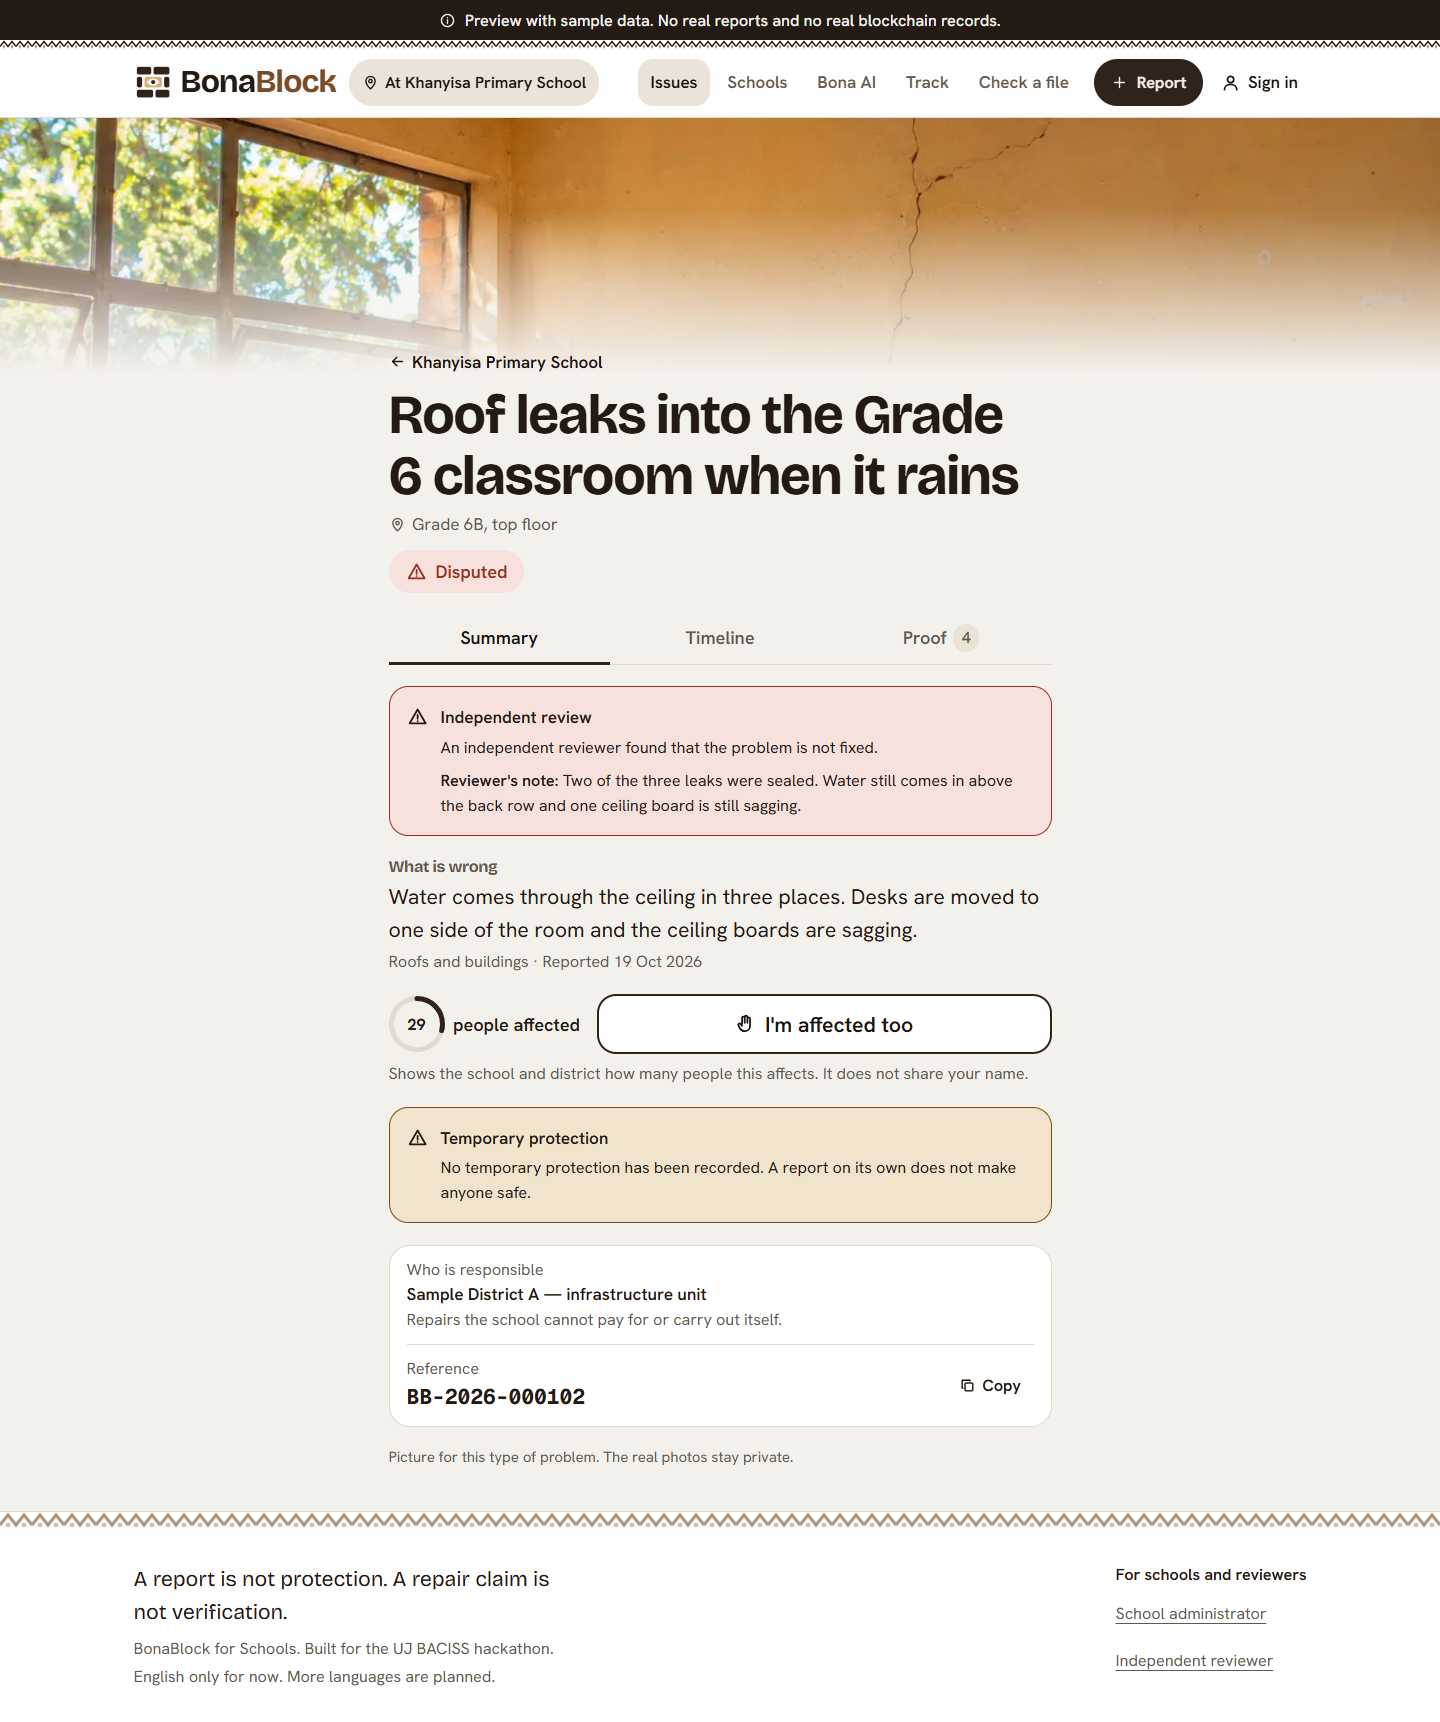 Preview with sample data. No real reports and no real blockchain records.
BonaBlock
At Khanyisa Primary School
Issues
Schools
Bona AI
Track
Check a file
Report
Sign in
Khanyisa Primary School
Roof leaks into the Grade
6 classroom when it rains
Grade 6B, top floor
Disputed
Summary
Timeline
Proof 4
Independent review
An independent reviewer found that the problem is not fixed.
Reviewer's note: Two of the three leaks were sealed. Water still comes in above
the back row and one ceiling board is still sagging.
What is wrong
Water comes through the ceiling in three places. Desks are moved to
one side of the room and the ceiling boards are sagging.
Roofs and buildings · Reported 19 Oct 2026
29 people affected
I'm affected too
Shows the school and district how many people this affects. It does not share your name.
Temporary protection
No temporary protection has been recorded. A report on its own does not make
anyone safe.
Who is responsible
Sample District A — infrastructure unit
Repairs the school cannot pay for or carry out itself.
Reference
BB-2026-000102
Copy
Picture for this type of problem. The real photos stay private.
A report is not protection. A repair claim is
not verification.
BonaBlock for Schools. Built for the UJ BACISS hackathon.
English only for now. More languages are planned.
For schools and reviewers
School administrator
Independent reviewer